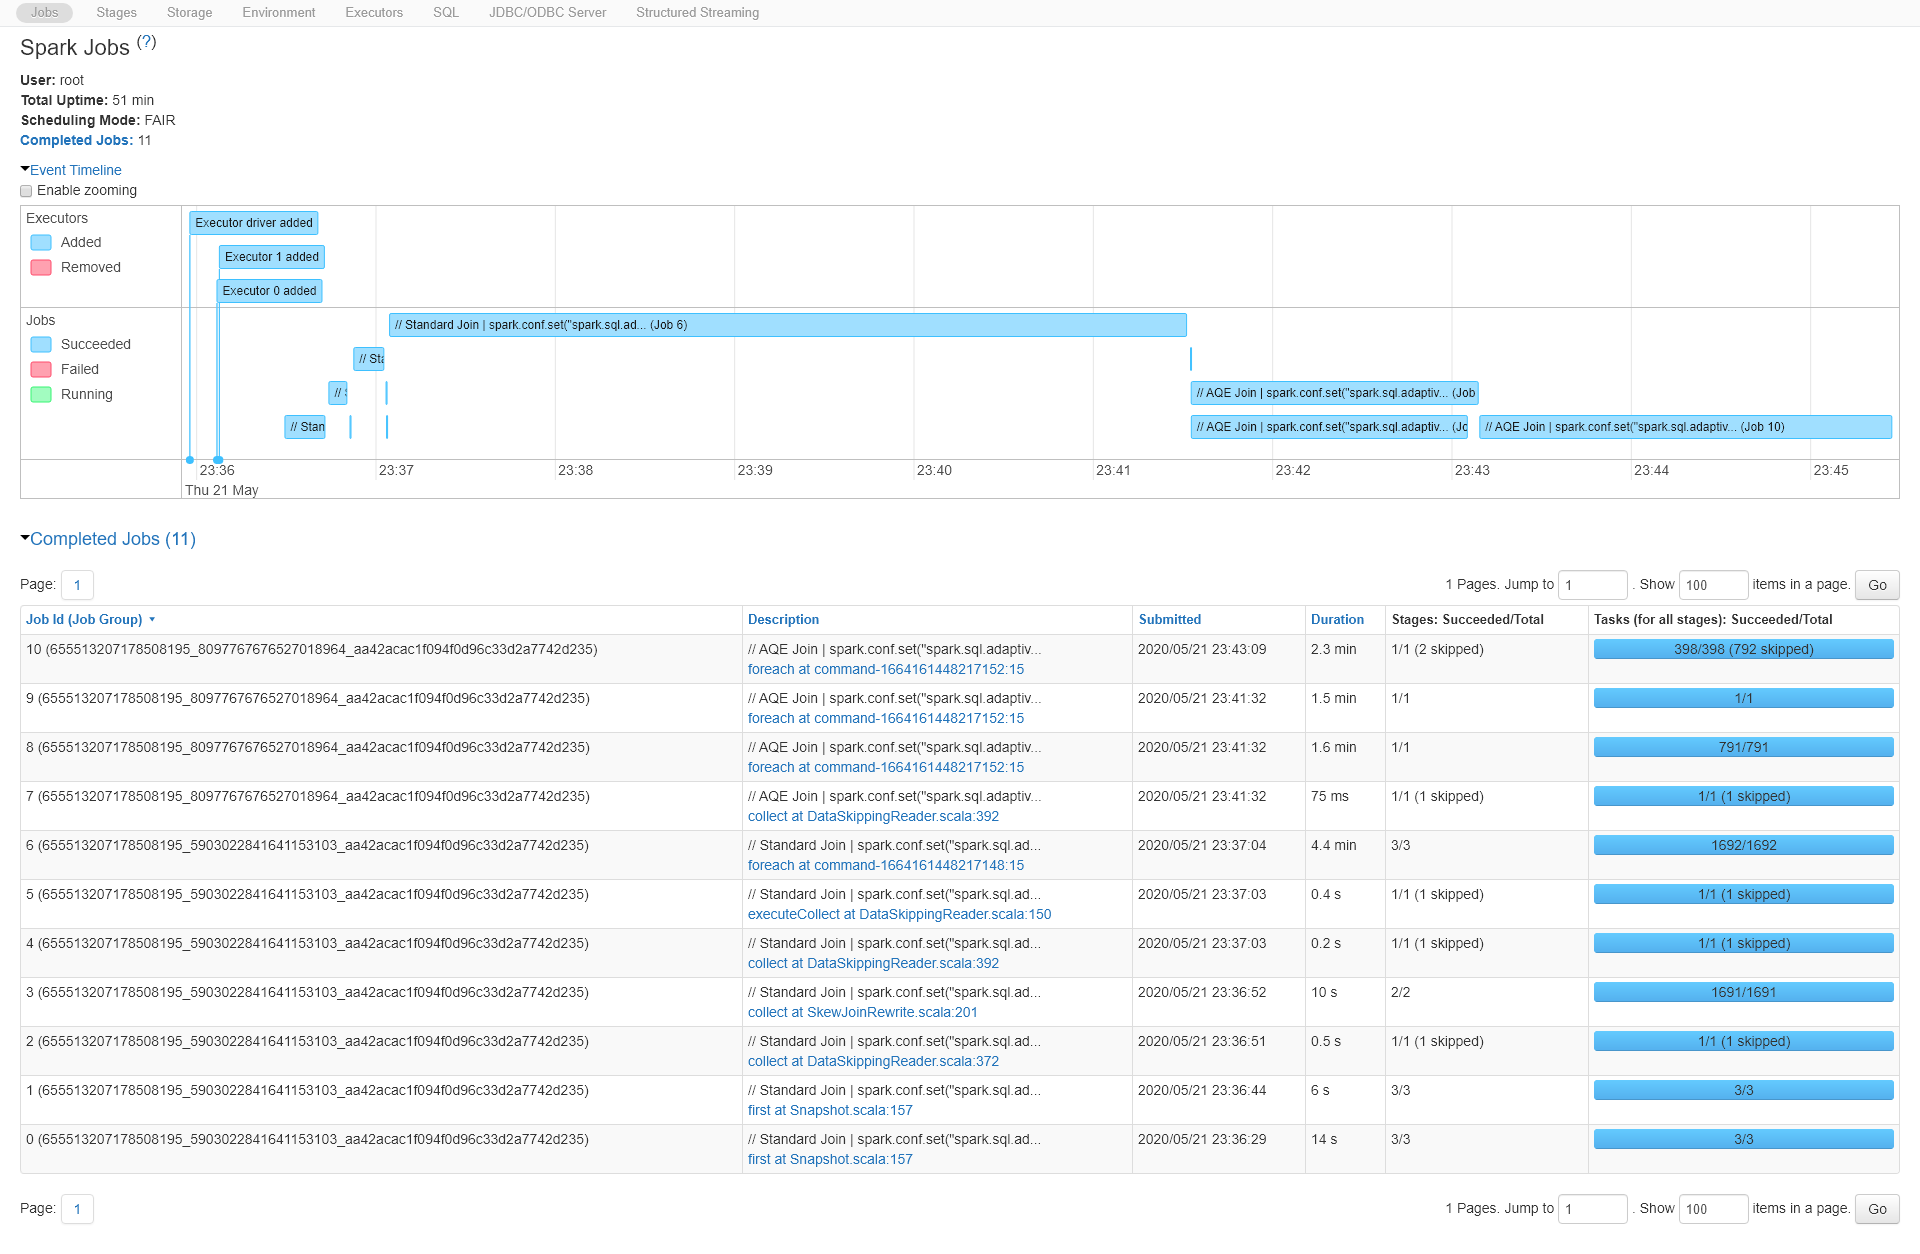 Jobs Stages Storage Environment Executors SQL JDBC/ODBC Server Structured Streaming
Spark Jobs (?)
User: root
Total Uptime: 51 min
Scheduling Mode: FAIR
Completed Jobs: 11
Event Timeline
Enable zooming
Executors
Added
Removed
Executor driver added
Executor 1 added
Executor 0 added
Jobs
Succeeded
Failed
Running
// Standard Join | spark.conf.set("spark.sql.ad... (Job 6)
// Sta
//
// AQE Join | spark.conf.set("spark.sql.adaptiv... (Job
// Stan
// AQE Join | spark.conf.set("spark.sql.adaptiv... (Jo
// AQE Join | spark.conf.set("spark.sql.adaptiv... (Job 10)
23:36 23:37 23:38 23:39 23:40 23:41 23:42 23:43 23:44 23:45
Thu 21 May
Completed Jobs (11)
Page: 1 1 Pages. Jump to 1 . Show 100 items in a page. Go
Job Id (Job Group) Description Submitted Duration Stages: Succeeded/Total Tasks (for all stages): Succeeded/Total
10 (655513207178508195_8097767676527018964_aa42acac1f094f0d96c33d2a7742d235) // AQE Join | spark.conf.set("spark.sql.adaptiv... 2020/05/21 23:43:09 2.3 min 1/1 (2 skipped) 398/398 (792 skipped)
foreach at command-1664161448217152:15
9 (655513207178508195_8097767676527018964_aa42acac1f094f0d96c33d2a7742d235) // AQE Join | spark.conf.set("spark.sql.adaptiv... 2020/05/21 23:41:32 1.5 min 1/1 1/1
foreach at command-1664161448217152:15
8 (655513207178508195_8097767676527018964_aa42acac1f094f0d96c33d2a7742d235) // AQE Join | spark.conf.set("spark.sql.adaptiv... 2020/05/21 23:41:32 1.6 min 1/1 791/791
foreach at command-1664161448217152:15
7 (655513207178508195_8097767676527018964_aa42acac1f094f0d96c33d2a7742d235) // AQE Join | spark.conf.set("spark.sql.adaptiv... 2020/05/21 23:41:32 75 ms 1/1 (1 skipped) 1/1 (1 skipped)
collect at DataSkippingReader.scala:392
6 (655513207178508195_5903022841641153103_aa42acac1f094f0d96c33d2a7742d235) // Standard Join | spark.conf.set("spark.sql.ad... 2020/05/21 23:37:04 4.4 min 3/3 1692/1692
foreach at command-1664161448217148:15
5 (655513207178508195_5903022841641153103_aa42acac1f094f0d96c33d2a7742d235) // Standard Join | spark.conf.set("spark.sql.ad... 2020/05/21 23:37:03 0.4 s 1/1 (1 skipped) 1/1 (1 skipped)
executeCollect at DataSkippingReader.scala:150
4 (655513207178508195_5903022841641153103_aa42acac1f094f0d96c33d2a7742d235) // Standard Join | spark.conf.set("spark.sql.ad... 2020/05/21 23:37:03 0.2 s 1/1 (1 skipped) 1/1 (1 skipped)
collect at DataSkippingReader.scala:392
3 (655513207178508195_5903022841641153103_aa42acac1f094f0d96c33d2a7742d235) // Standard Join | spark.conf.set("spark.sql.ad... 2020/05/21 23:36:52 10 s 2/2 1691/1691
collect at SkewJoinRewrite.scala:201
2 (655513207178508195_5903022841641153103_aa42acac1f094f0d96c33d2a7742d235) // Standard Join | spark.conf.set("spark.sql.ad... 2020/05/21 23:36:51 0.5 s 1/1 (1 skipped) 1/1 (1 skipped)
collect at DataSkippingReader.scala:372
1 (655513207178508195_5903022841641153103_aa42acac1f094f0d96c33d2a7742d235) // Standard Join | spark.conf.set("spark.sql.ad... 2020/05/21 23:36:44 6 s 3/3 3/3
first at Snapshot.scala:157
0 (655513207178508195_5903022841641153103_aa42acac1f094f0d96c33d2a7742d235) // Standard Join | spark.conf.set("spark.sql.ad... 2020/05/21 23:36:29 14 s 3/3 3/3
first at Snapshot.scala:157
Page: 1 1 Pages. Jump to 1 . Show 100 items in a page. Go